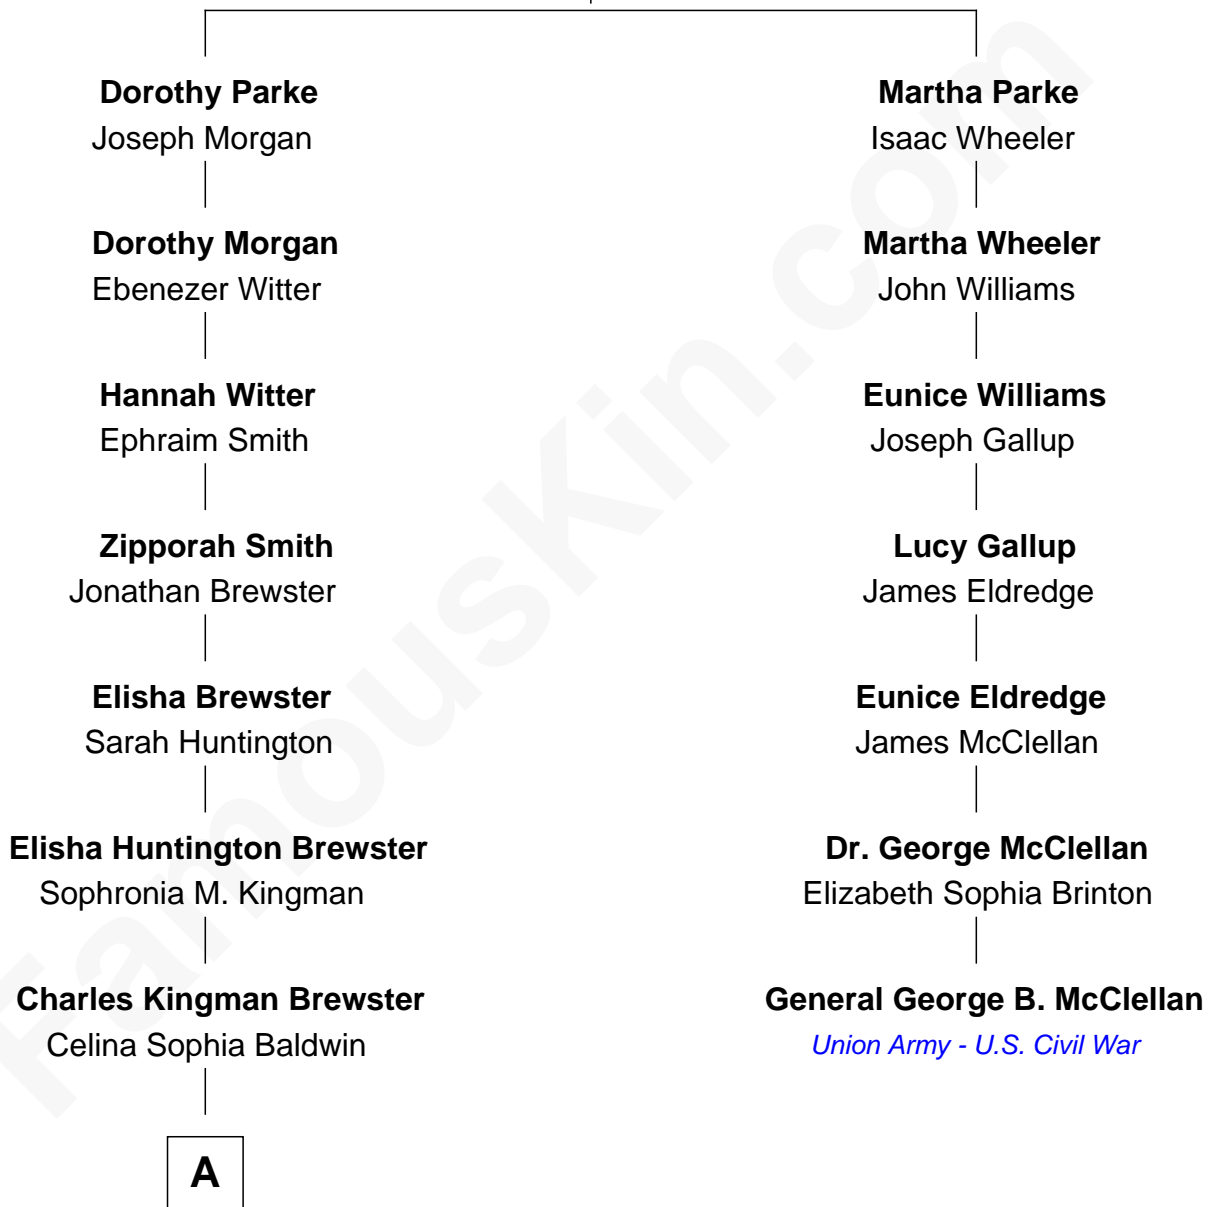 Dorothy Parke
Joseph Morgan
Martha Parke
Isaac Wheeler
Dorothy Morgan
Ebenezer Witter
Martha Wheeler
John Williams
Hannah Witter
Ephraim Smith
Eunice Williams
Joseph Gallup
Zipporah Smith
Jonathan Brewster
Lucy Gallup
James Eldredge
Elisha Brewster
Sarah Huntington
Eunice Eldredge
James McClellan
Elisha Huntington Brewster
Sophronia M. Kingman
Dr. George McClellan
Elizabeth Sophia Brinton
Charles Kingman Brewster
Celina Sophia Baldwin
General George B. McClellan
Union Army - U.S. Civil War
A
FamousKin.com